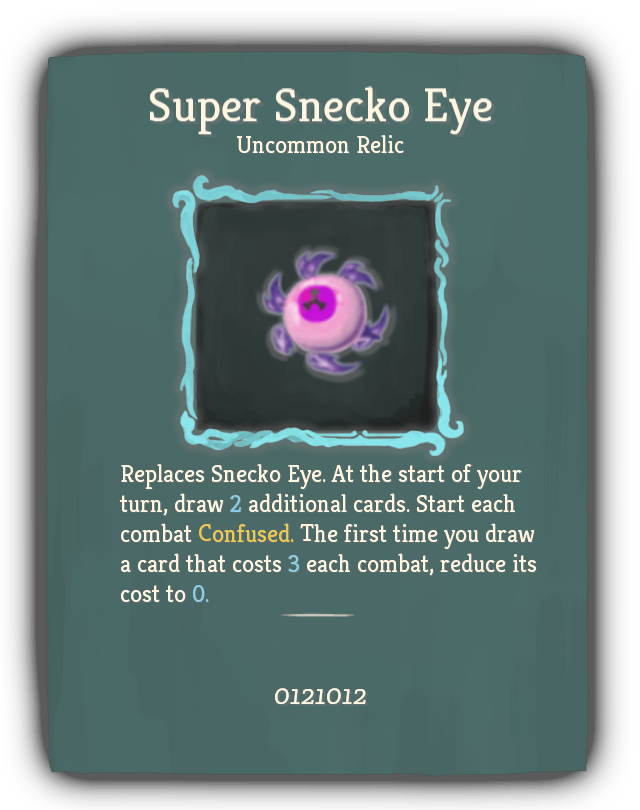 Super Snecko Eye
Uncommon Relic
Replaces Snecko Eye. At the start of your
turn, draw 2 additional cards. Start each
combat Confused. The first time you draw
a card that costs 3 each combat, reduce its
cost to 0.
0121012